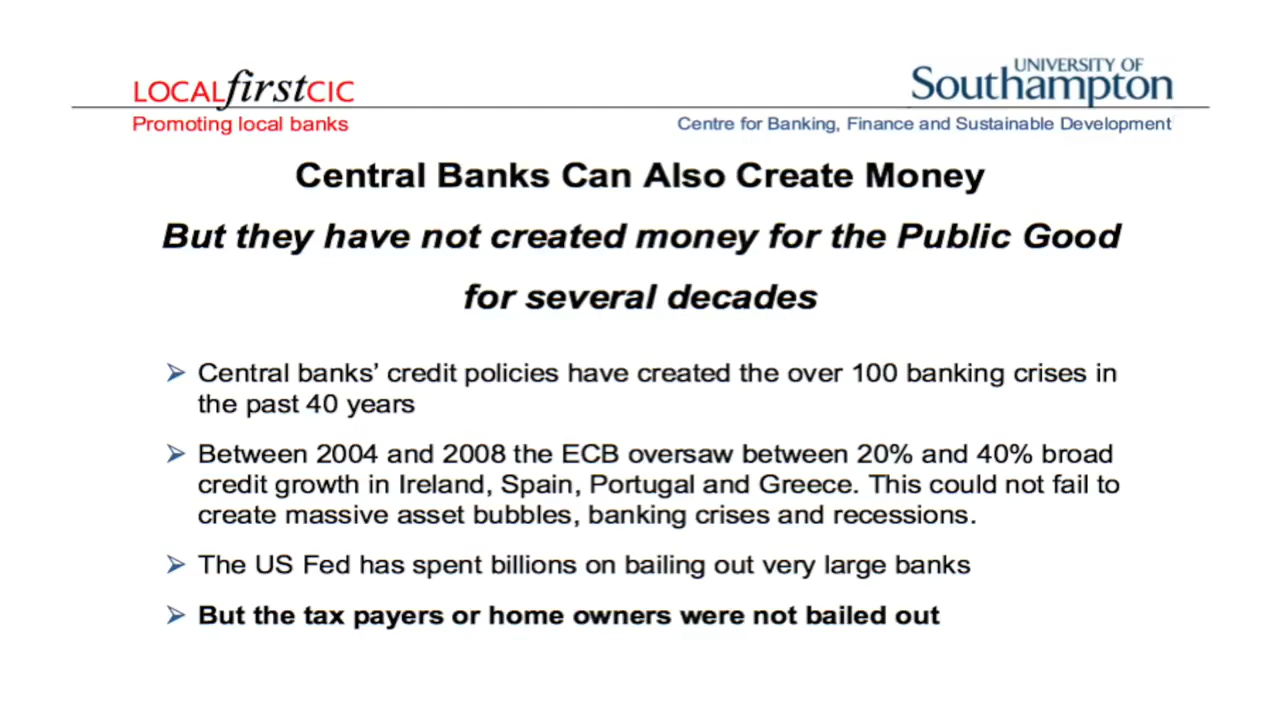 LOCALfirstCIC
Promoting local banks
UNIVERSITY OF
Southampton
Centre for Banking, Finance and Sustainable Development
Central Banks Can Also Create Money
But they have not created money for the Public Good
for several decades
➢ Central banks’ credit policies have created the over 100 banking crises in
the past 40 years
➢ Between 2004 and 2008 the ECB oversaw between 20% and 40% broad
credit growth in Ireland, Spain, Portugal and Greece. This could not fail to
create massive asset bubbles, banking crises and recessions.
➢ The US Fed has spent billions on bailing out very large banks
➢ But the tax payers or home owners were not bailed out